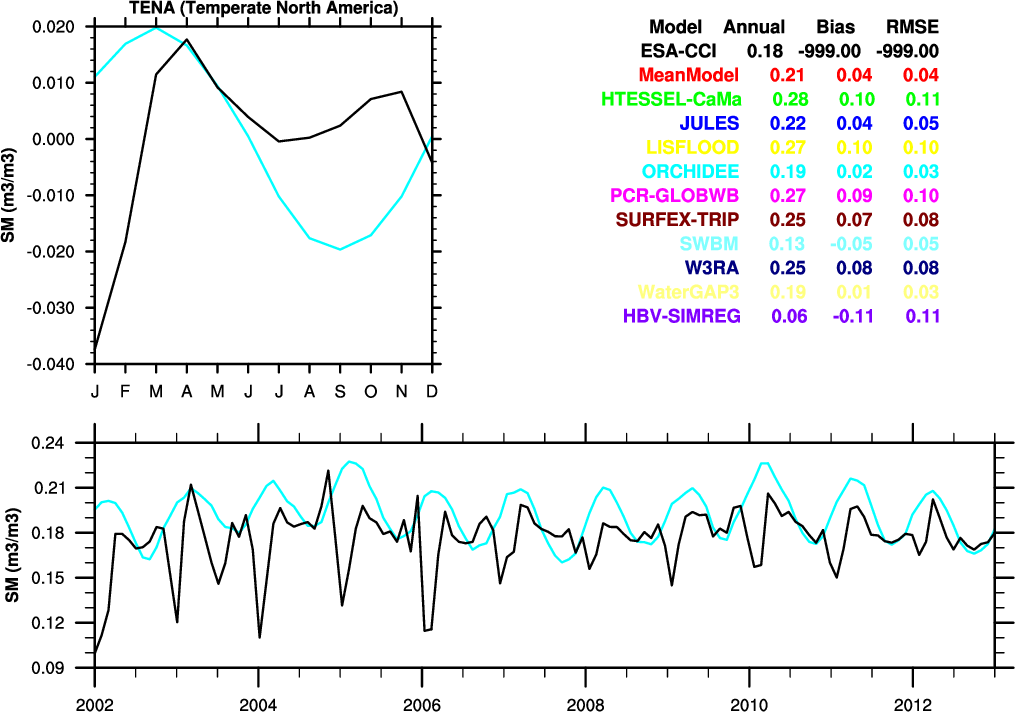 TENA (Temperate North America)
0.020
0.010
0.000
-0.010
-0.020
-0.030
-0.040
SM (m3/m3)
J F M A M J J A S O N D
Model Annual Bias RMSE
ESA-CCI 0.18 -999.00 -999.00
MeanModel 0.21 0.04 0.04
HTESSEL-CaMa 0.28 0.10 0.11
JULES 0.22 0.04 0.05
LISFLOOD 0.27 0.10 0.10
ORCHIDEE 0.19 0.02 0.03
PCR-GLOBWB 0.27 0.09 0.10
SURFEX-TRIP 0.25 0.07 0.08
SWBM 0.13 -0.05 0.05
W3RA 0.25 0.08 0.08
WaterGAP3 0.19 0.01 0.03
HBV-SIMREG 0.06 -0.11 0.11
0.24
0.21
0.18
0.15
0.12
0.09
SM (m3/m3)
2002 2004 2006 2008 2010 2012